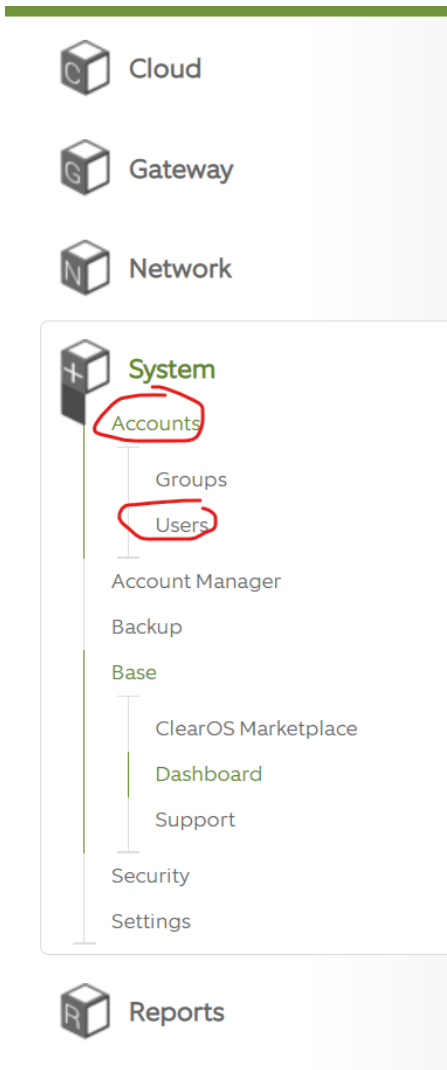 C Cloud
G Gateway
N Network
+ System
Accounts
Groups
Users
Account Manager
Backup
Base
ClearOS Marketplace
Dashboard
Support
Security
Settings
R Reports